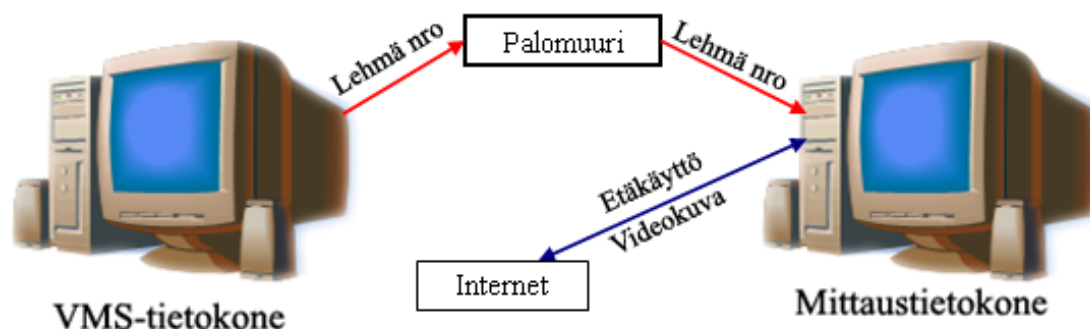 Lehmä nro
Palomuuri
Lehmä nro
Etäkäyttö
Videokuva
Internet
VMS-tietokone
Mittaustietokone